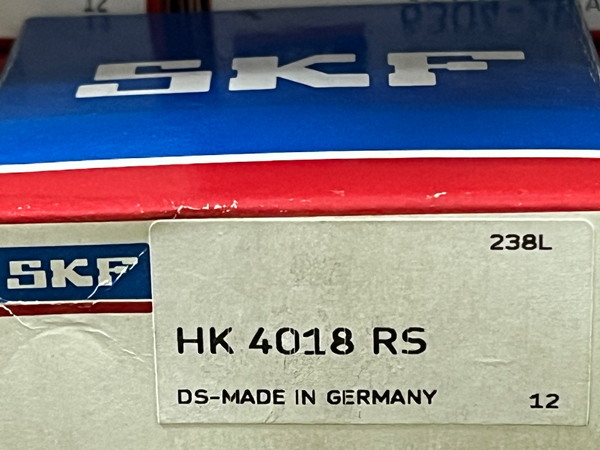 SKF
SKF
238L
HK 4018 RS
DS-MADE IN GERMANY
12